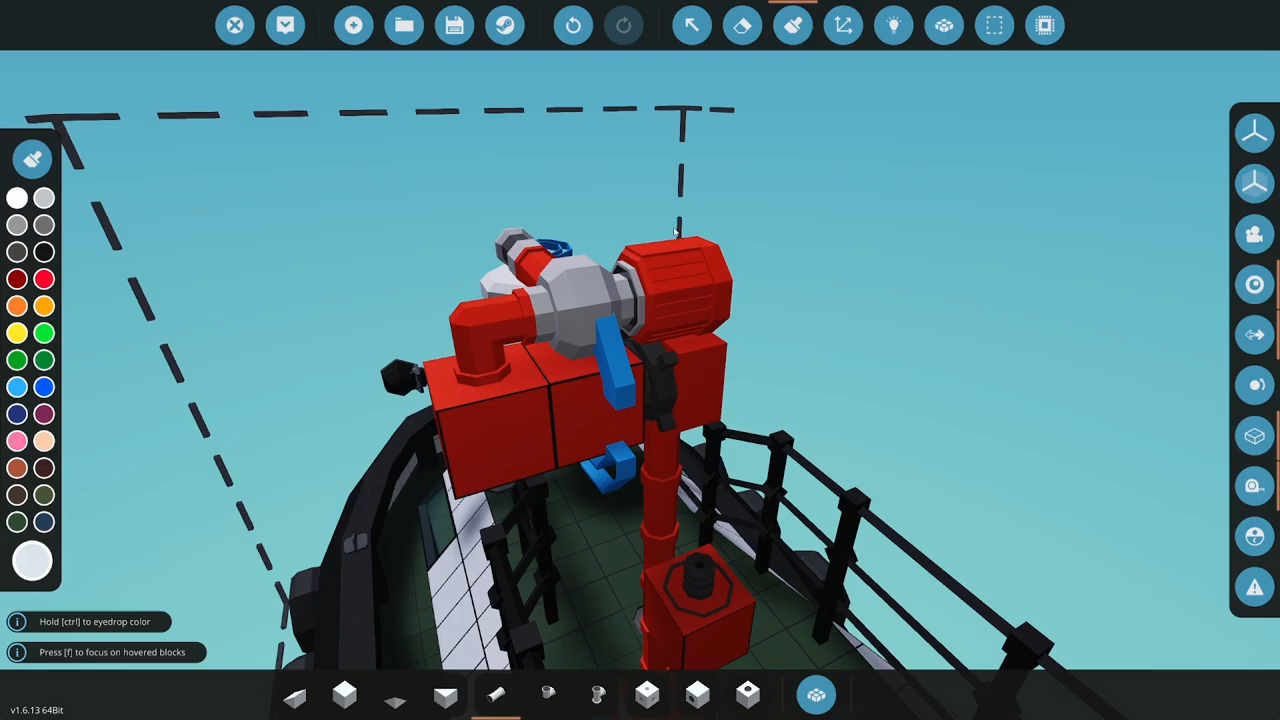 Hold [ctrl] to eyedrop color
Press [f] to focus on hovered blocks
v1.6.13 64Bit